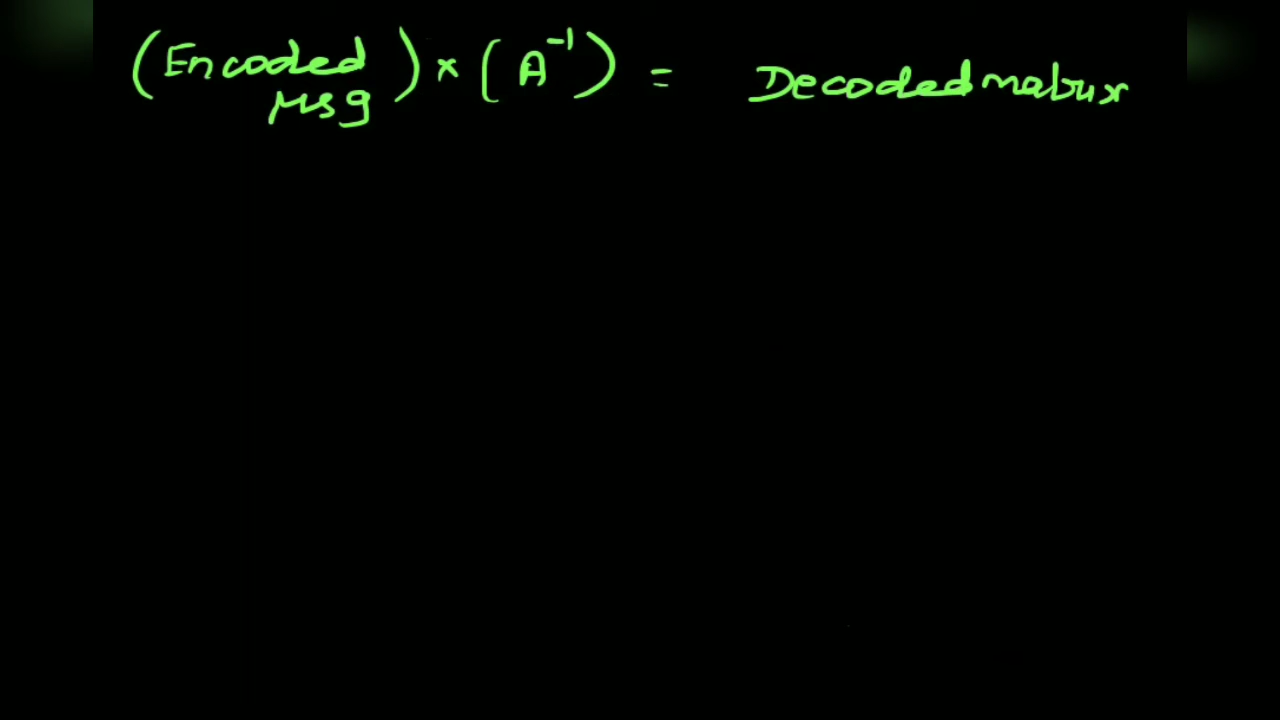 (Encoded msg) × (A⁻¹) = Decoded matrix